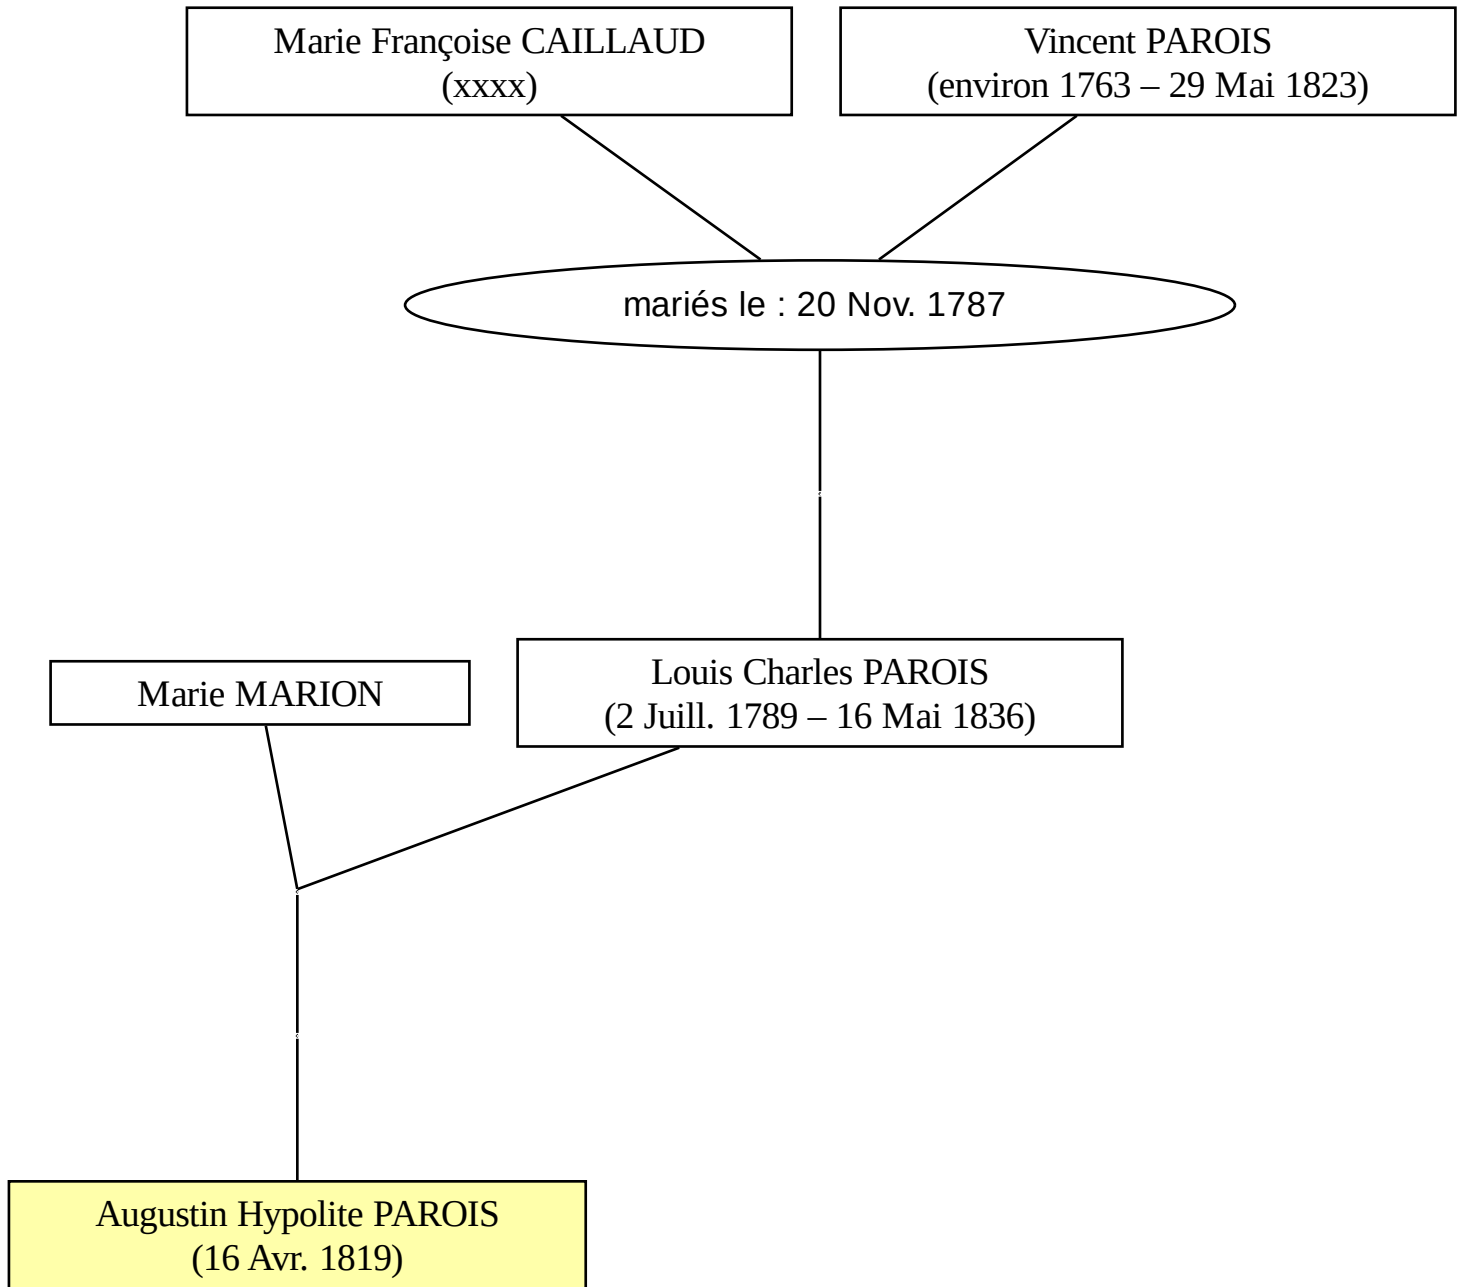 Marie Françoise CAILLAUD
(xxxx)
Vincent PAROIS
(environ 1763 – 29 Mai 1823)
mariés le : 20 Nov. 1787
Marie MARION
Louis Charles PAROIS
(2 Juill. 1789 – 16 Mai 1836)
Augustin Hypolite PAROIS
(16 Avr. 1819)